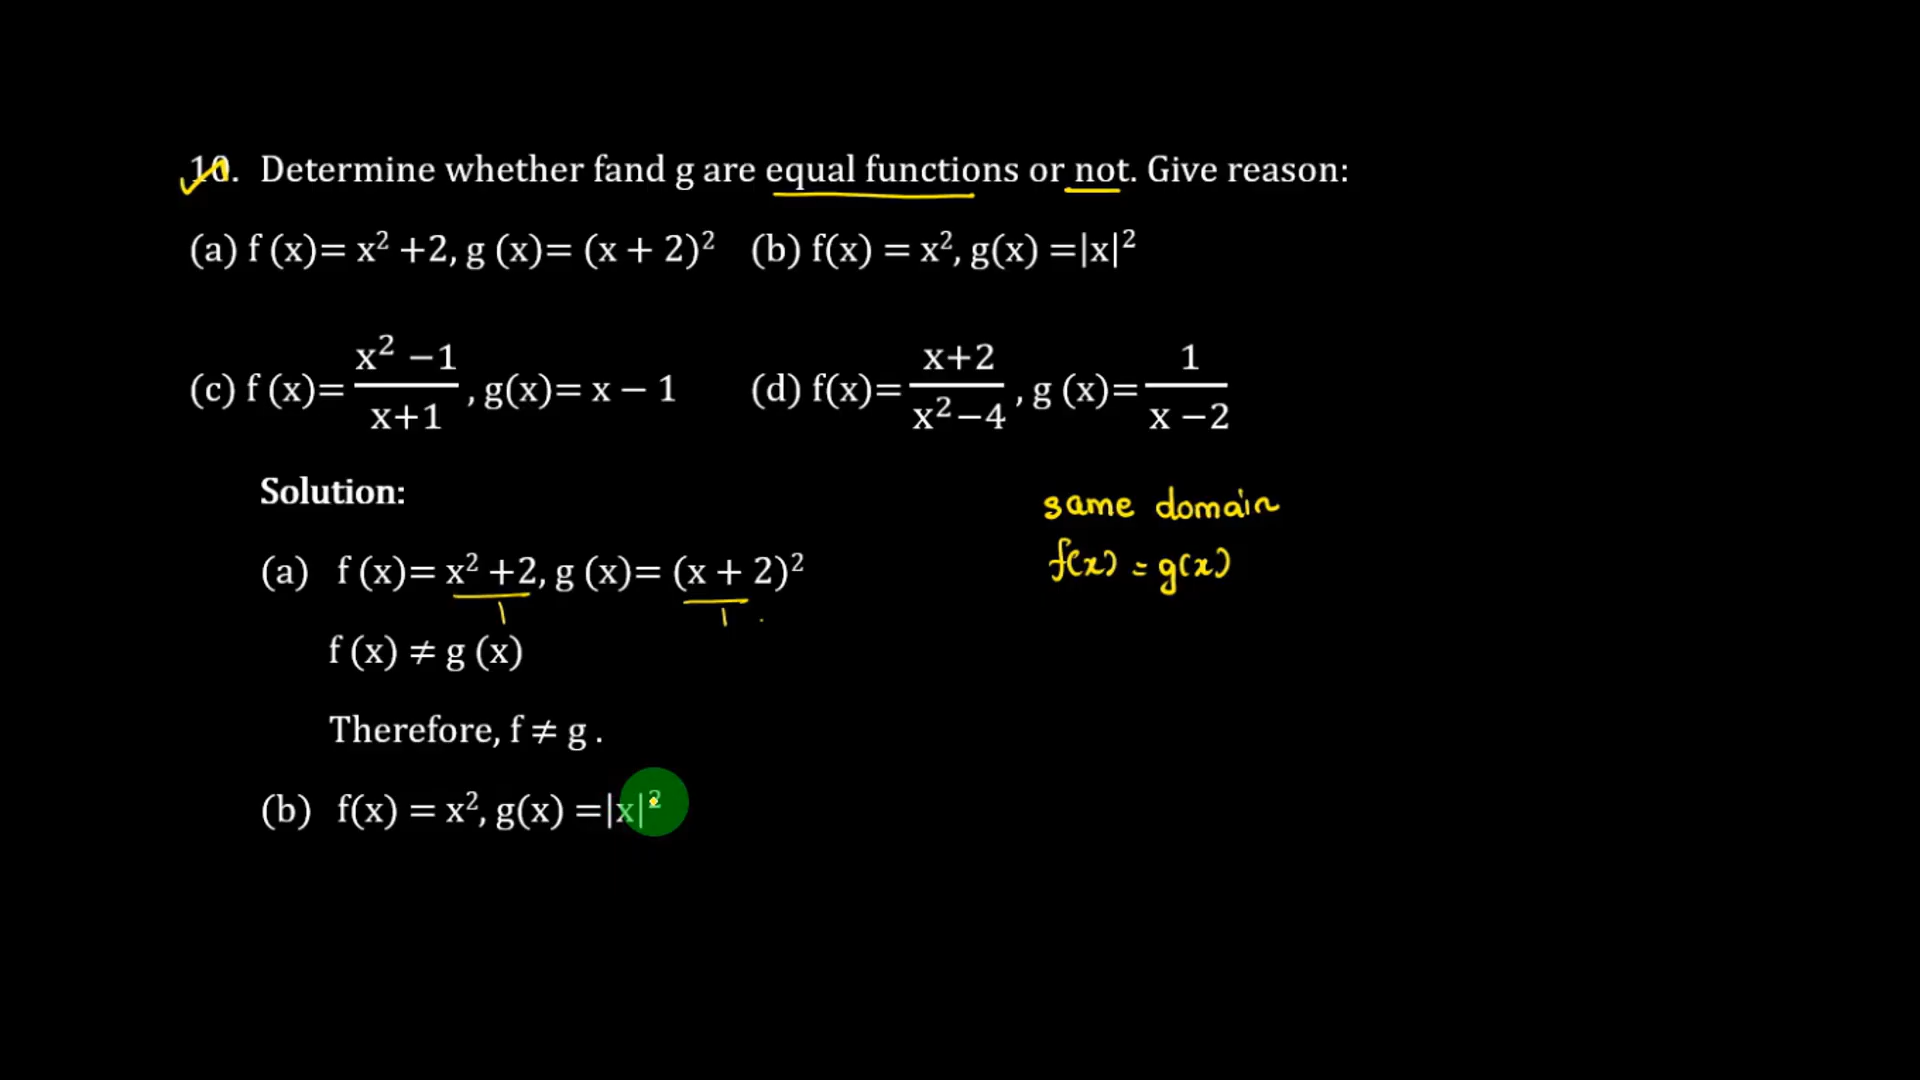 10. Determine whether fand g are equal functions or not. Give reason:
(a) f (x)= x² +2, g (x)= (x + 2)² (b) f(x) = x², g(x) =|x|²
(c) f (x)= x² −1 / x+1 , g(x)= x − 1 (d) f(x)= x+2 / x²−4 , g (x)= 1 / x −2
Solution:
same domain
(a) f (x)= x² +2, g (x)= (x + 2)²
f(x) = g(x)
f (x) ≠ g (x)
Therefore, f ≠ g .
(b) f(x) = x², g(x) =|x|²